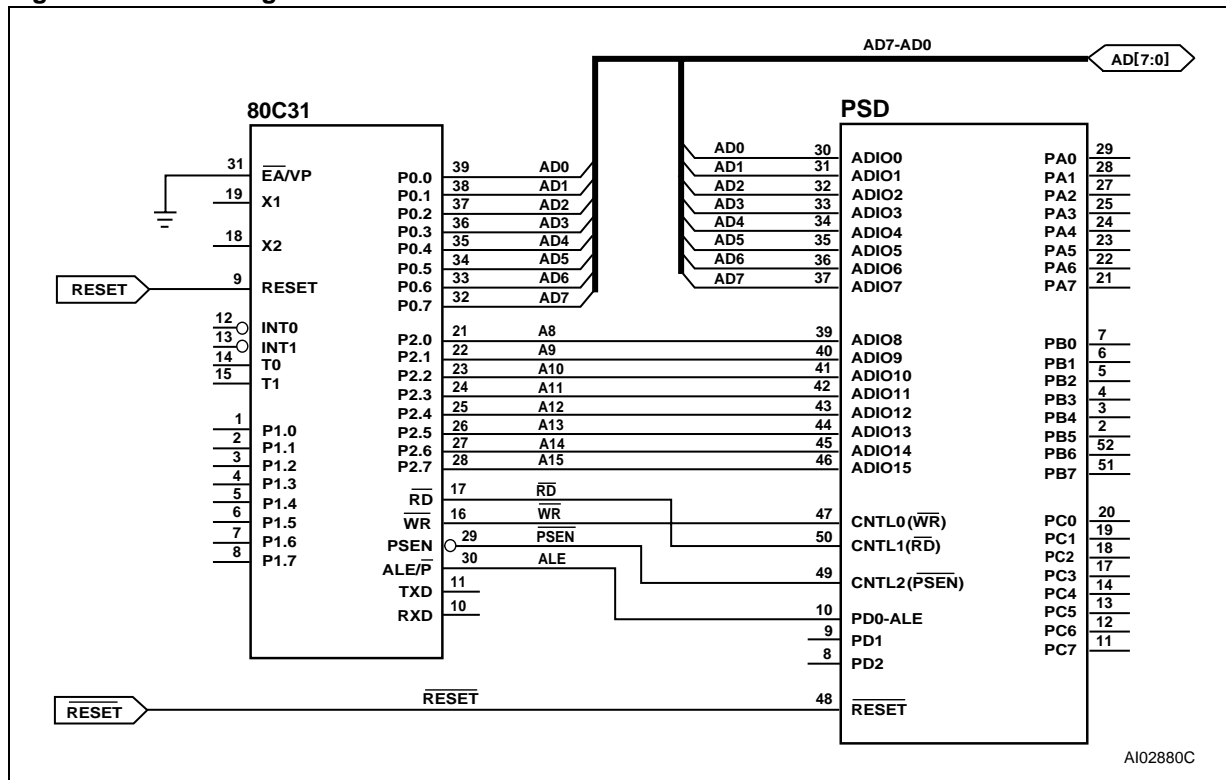 AD7-AD0
AD[7:0]
80C31
31 EA/VP
19 X1
18 X2
RESET 9 RESET
12 INT0
13 INT1
14 T0
15 T1
1 P1.0
2 P1.1
3 P1.2
4 P1.3
5 P1.4
6 P1.5
7 P1.6
8 P1.7
P0.0 39 AD0
P0.1 38 AD1
P0.2 37 AD2
P0.3 36 AD3
P0.4 35 AD4
P0.5 34 AD5
P0.6 33 AD6
P0.7 32 AD7
P2.0 21 A8
P2.1 22 A9
P2.2 23 A10
P2.3 24 A11
P2.4 25 A12
P2.5 26 A13
P2.6 27 A14
P2.7 28 A15
RD 17 RD
WR 16 WR
PSEN 29 PSEN
ALE/P 30 ALE
TXD 11
RXD 10
PSD
AD0 30 ADIO0
AD1 31 ADIO1
AD2 32 ADIO2
AD3 33 ADIO3
AD4 34 ADIO4
AD5 35 ADIO5
AD6 36 ADIO6
AD7 37 ADIO7
39 ADIO8
40 ADIO9
41 ADIO10
42 ADIO11
43 ADIO12
44 ADIO13
45 ADIO14
46 ADIO15
47 CNTL0(WR)
50 CNTL1(RD)
49 CNTL2(PSEN)
10 PD0-ALE
9 PD1
8 PD2
48 RESET
PA0 29
PA1 28
PA2 27
PA3 25
PA4 24
PA5 23
PA6 22
PA7 21
PB0 7
PB1 6
PB2 5
PB3 4
PB4 3
PB5 2
PB6 52
PB7 51
PC0 20
PC1 19
PC2 18
PC3 17
PC4 14
PC5 13
PC6 12
PC7 11
RESET
RESET
AI02880C